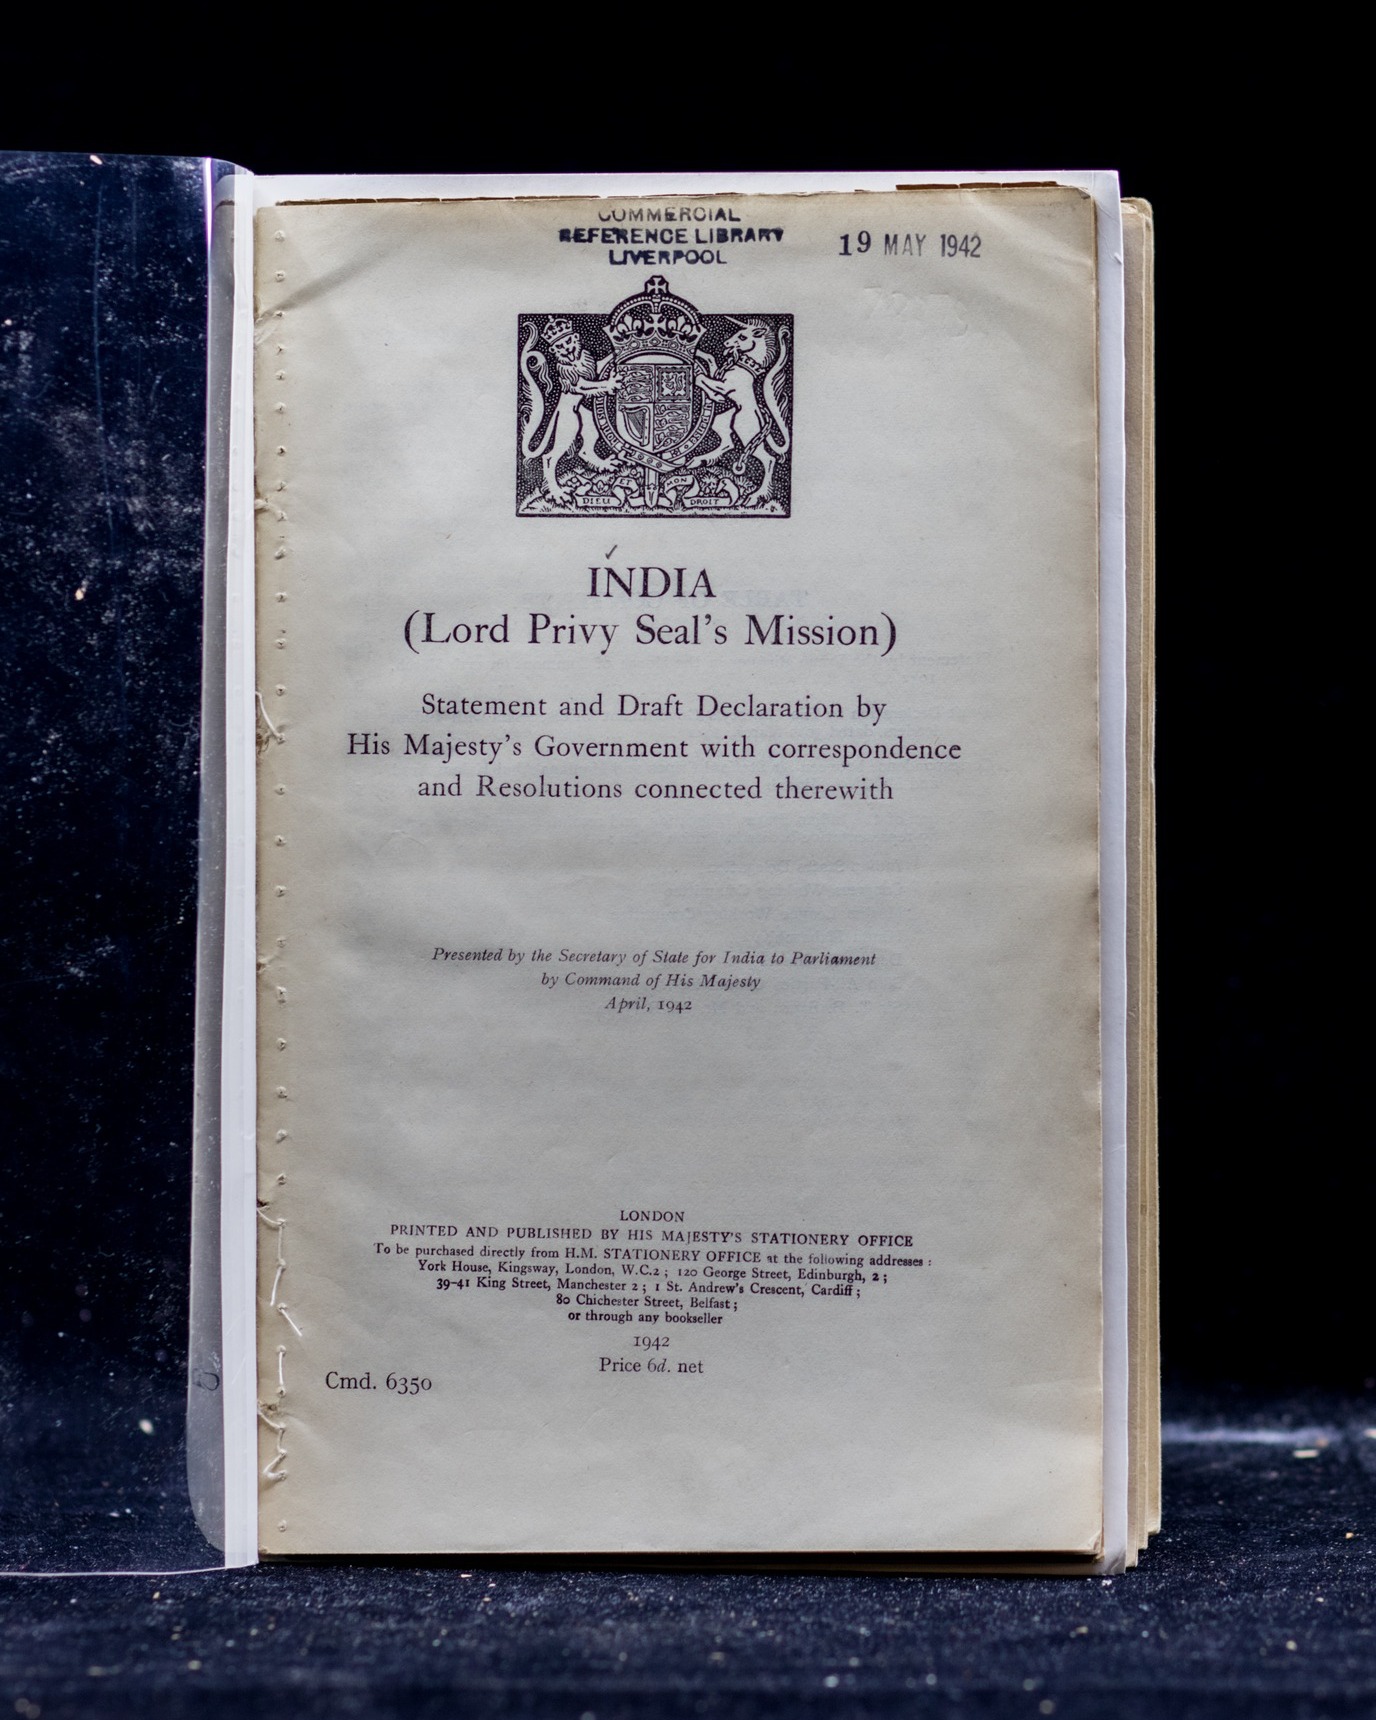 COMMERCIAL
REFERENCE LIBRARY
LIVERPOOL
19 MAY 1942
DIEU ET MON DROIT
INDIA
(Lord Privy Seal's Mission)
Statement and Draft Declaration by
His Majesty's Government with correspondence
and Resolutions connected therewith
Presented by the Secretary of State for India to Parliament
by Command of His Majesty
April, 1942
LONDON
PRINTED AND PUBLISHED BY HIS MAJESTY'S STATIONERY OFFICE
To be purchased directly from H.M. STATIONERY OFFICE at the following addresses :
York House, Kingsway, London, W.C.2 ; 120 George Street, Edinburgh, 2 ;
39-41 King Street, Manchester 2 ; 1 St. Andrew's Crescent, Cardiff ;
80 Chichester Street, Belfast ;
or through any bookseller
1942
Price 6d. net
Cmd. 6350